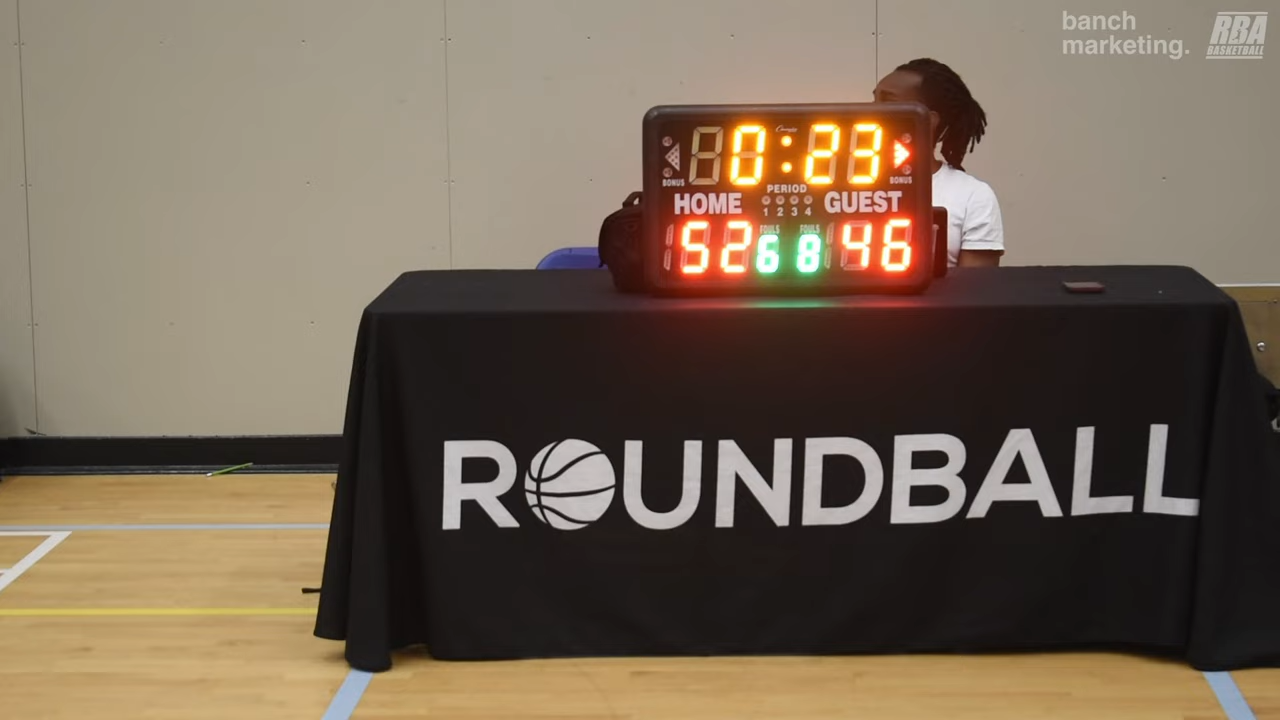 banch
marketing.
RBA
BASKETBALL
0:23
BONUS
BONUS
PERIOD
HOME
GUEST
1 2 3 4
FOULS
FOULS
52
6
8
46
ROUNDBALL